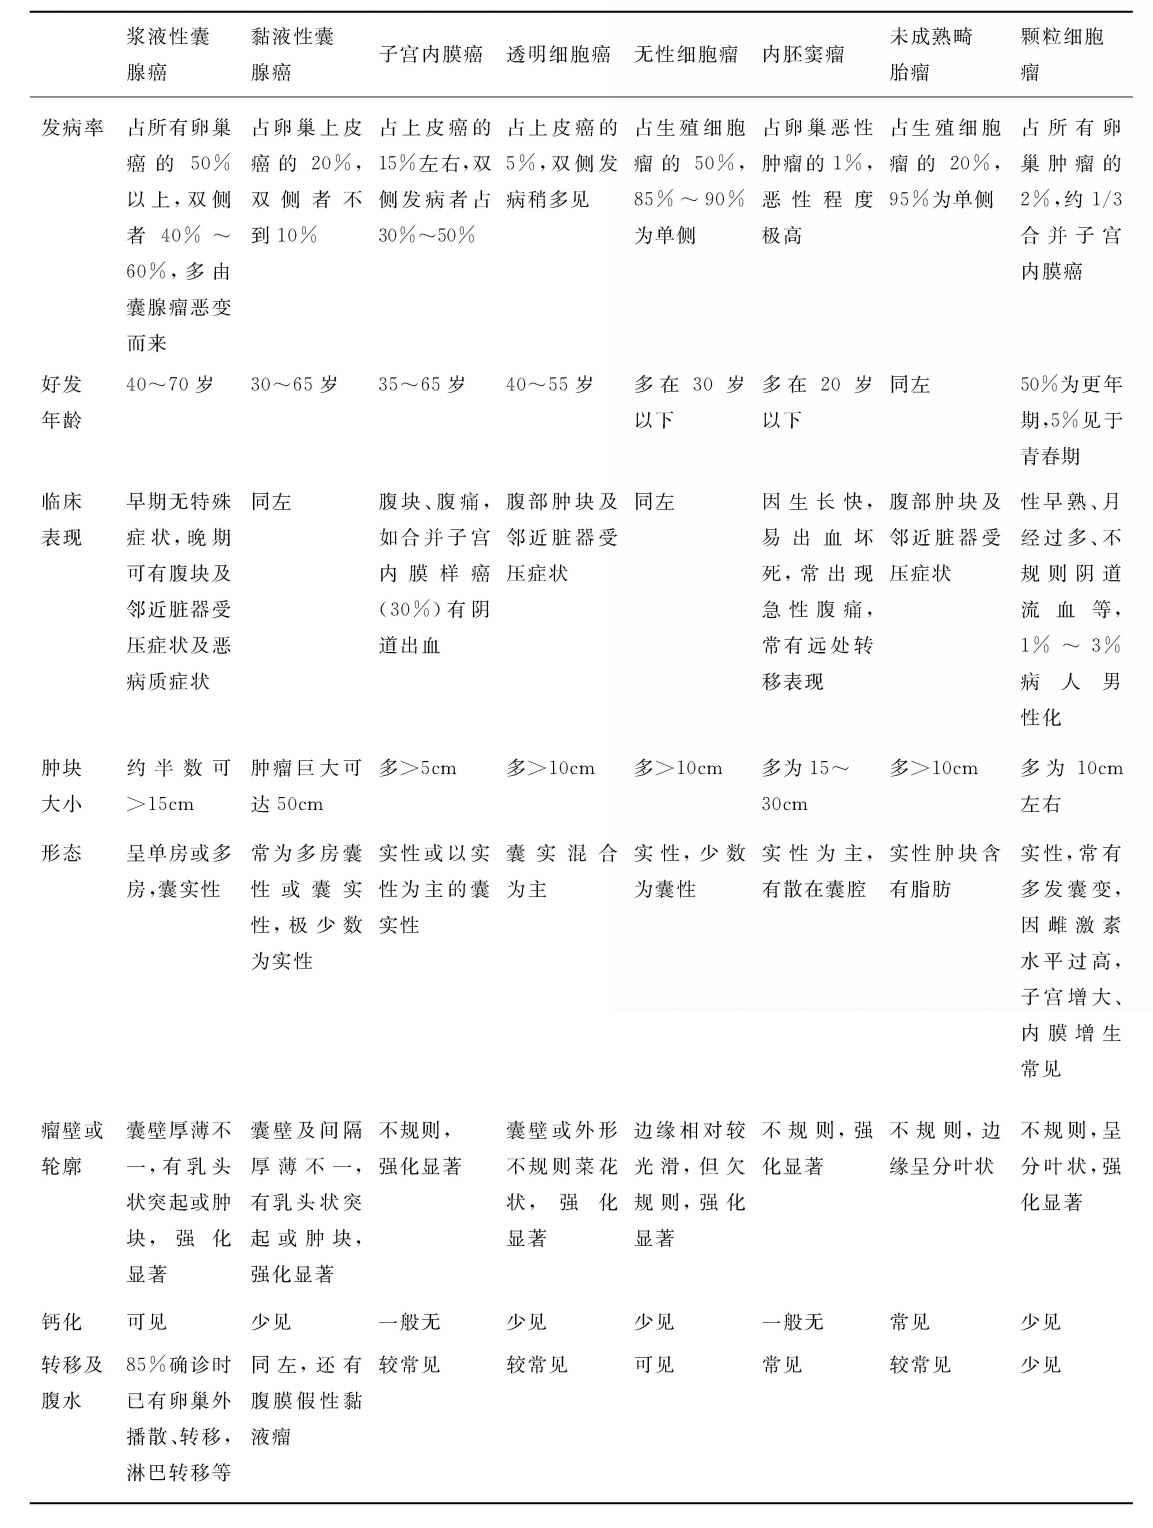 浆液性囊
腺癌
黏液性囊
腺癌
子宫内膜癌
透明细胞癌
无性细胞瘤
内胚窦瘤
未成熟畸
胎瘤
颗粒细胞
瘤
发病率
占所有卵巢
癌的 50%
以上,双侧
者 40%～
60%,多由
囊腺瘤恶变
而来
占卵巢上皮
癌的 20%,
双侧者不
到10%
占上皮癌的
15%左右,双
侧发病者占
30%～50%
占上皮癌的
5%,双侧发
病稍多见
占生殖细胞
瘤的 50%,
85%～90%
为单侧
占卵巢恶性
肿瘤的1%,
恶性程度
极高
占生殖细胞
瘤的 20%,
95%为单侧
占所有卵
巢肿瘤的
2%,约1/3
合并子宫
内膜癌
好发
年龄
40～70岁
30～65岁
35～65岁
40～55岁
多在 30 岁
以下
多在 20 岁
以下
同左
50%为更年
期,5%见于
青春期
临床
表现
早期无特殊
症状,晚期
可有腹块及
邻近脏器受
压症状及恶
病质症状
同左
腹块、腹痛,
如合并子宫
内膜样癌
(30%)有阴
道出血
腹部肿块及
邻近脏器受
压症状
同左
因生长快,
易出血坏
死,常出现
急性腹痛,
常有远处转
移表现
腹部肿块及
邻近脏器受
压症状
性早熟、月
经过多、不
规则阴道
流血等,
1%～3%
病人男
性化
肿块
大小
约半数可
>15cm
肿瘤巨大可
达50cm
多>5cm
多>10cm
多>10cm
多为15～
30cm
多>10cm
多为 10cm
左右
形态
呈单房或多
房,囊实性
常为多房囊
性或囊实
性,极少数
为实性
实性或以实
性为主的囊
实性
囊实混合
为主
实性,少数
为囊性
实性为主,
有散在囊腔
实性肿块含
有脂肪
实性,常有
多发囊变,
因雌激素
水平过高,
子宫增大、
内膜增生
常见
瘤壁或
轮廓
囊壁厚薄不
一,有乳头
状突起或肿
块,强化
显著
囊壁及间隔
厚薄不一,
有乳头状突
起或肿块,
强化显著
不规则,
强化显著
囊壁或外形
不规则菜花
状,强化
显著
边缘相对较
光滑,但欠
规则,强化
显著
不规则,强
化显著
不规则,边
缘呈分叶状
不规则,呈
分叶状,强
化显著
钙化
可见
少见
一般无
少见
少见
一般无
常见
少见
转移及
腹水
85%确诊时
已有卵巢外
播散、转移,
淋巴转移等
同左,还有
腹膜假性黏
液瘤
较常见
较常见
可见
常见
较常见
少见